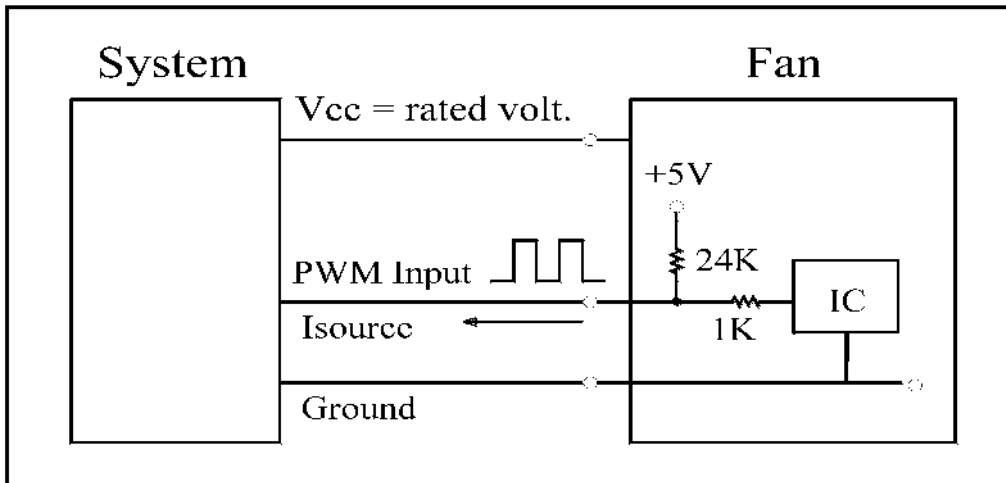 System
Fan
Vcc = rated volt.
+5V
24K
PWM Input
1K
IC
Isource
Ground